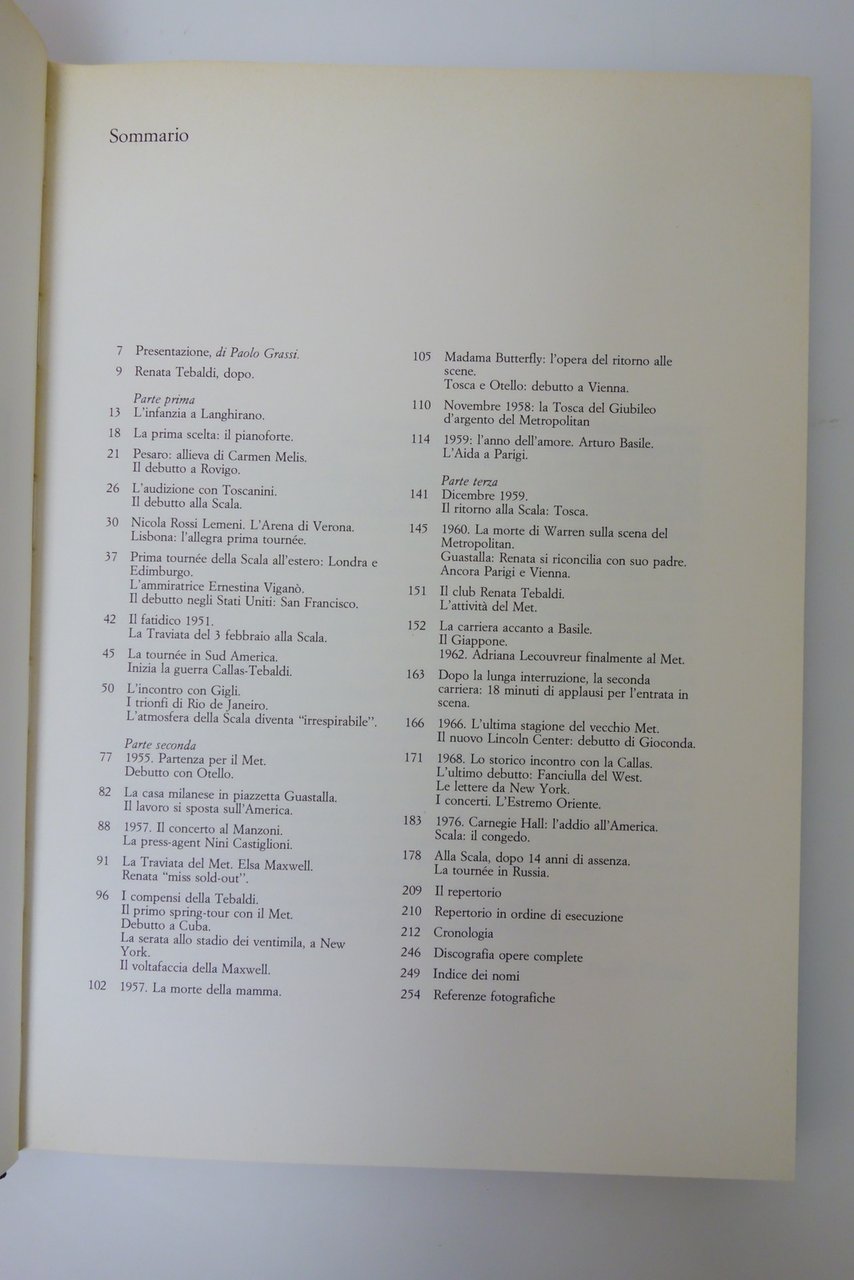 Sommario
7 Presentazione, di Paolo Grassi.
9 Renata Tebaldi, dopo.
Parte prima
13 L'infanzia a Langhirano.
18 La prima scelta: il pianoforte.
21 Pesaro: allieva di Carmen Melis.
Il debutto a Rovigo.
26 L'audizione con Toscanini.
Il debutto alla Scala.
30 Nicola Rossi Lemeni. L'Arena di Verona.
Lisbona: l'allegra prima tournée.
37 Prima tournée della Scala all'estero: Londra e
Edimburgo.
L'ammiratrice Ernestina Viganò.
Il debutto negli Stati Uniti: San Francisco.
42 Il fatidico 1951.
La Traviata del 3 febbraio alla Scala.
45 La tournée in Sud America.
Inizia la guerra Callas-Tebaldi.
50 L'incontro con Gigli.
I trionfi di Rio de Janeiro.
L'atmosfera della Scala diventa "irrespirabile".
Parte seconda
77 1955. Partenza per il Met.
Debutto con Otello.
82 La casa milanese in piazzetta Guastalla.
Il lavoro si sposta sull'America.
88 1957. Il concerto al Manzoni.
La press-agent Nini Castiglioni.
91 La Traviata del Met. Elsa Maxwell.
Renata "miss sold-out".
96 I compensi della Tebaldi.
Il primo spring-tour con il Met.
Debutto a Cuba.
La serata allo stadio dei ventimila, a New
York.
Il voltafaccia della Maxwell.
102 1957. La morte della mamma.
105 Madama Butterfly: l'opera del ritorno alle
scene.
Tosca e Otello: debutto a Vienna.
110 Novembre 1958: la Tosca del Giubileo
d'argento del Metropolitan
114 1959: l'anno dell'amore. Arturo Basile.
L'Aida a Parigi.
Parte terza
141 Dicembre 1959.
Il ritorno alla Scala: Tosca.
145 1960. La morte di Warren sulla scena del
Metropolitan.
Guastalla: Renata si riconcilia con suo padre.
Ancora Parigi e Vienna.
151 Il club Renata Tebaldi.
L'attività del Met.
152 La carriera accanto a Basile.
Il Giappone.
1962. Adriana Lecouvreur finalmente al Met.
163 Dopo la lunga interruzione, la seconda
carriera: 18 minuti di applausi per l'entrata in
scena.
166 1966. L'ultima stagione del vecchio Met.
Il nuovo Lincoln Center: debutto di Gioconda.
171 1968. Lo storico incontro con la Callas.
L'ultimo debutto: Fanciulla del West.
Le lettere da New York.
I concerti. L'Estremo Oriente.
183 1976. Carnegie Hall: l'addio all'America.
Scala: il congedo.
178 Alla Scala, dopo 14 anni di assenza.
La tournée in Russia.
209 Il repertorio
210 Repertorio in ordine di esecuzione
212 Cronologia
246 Discografia opere complete
249 Indice dei nomi
254 Referenze fotografiche